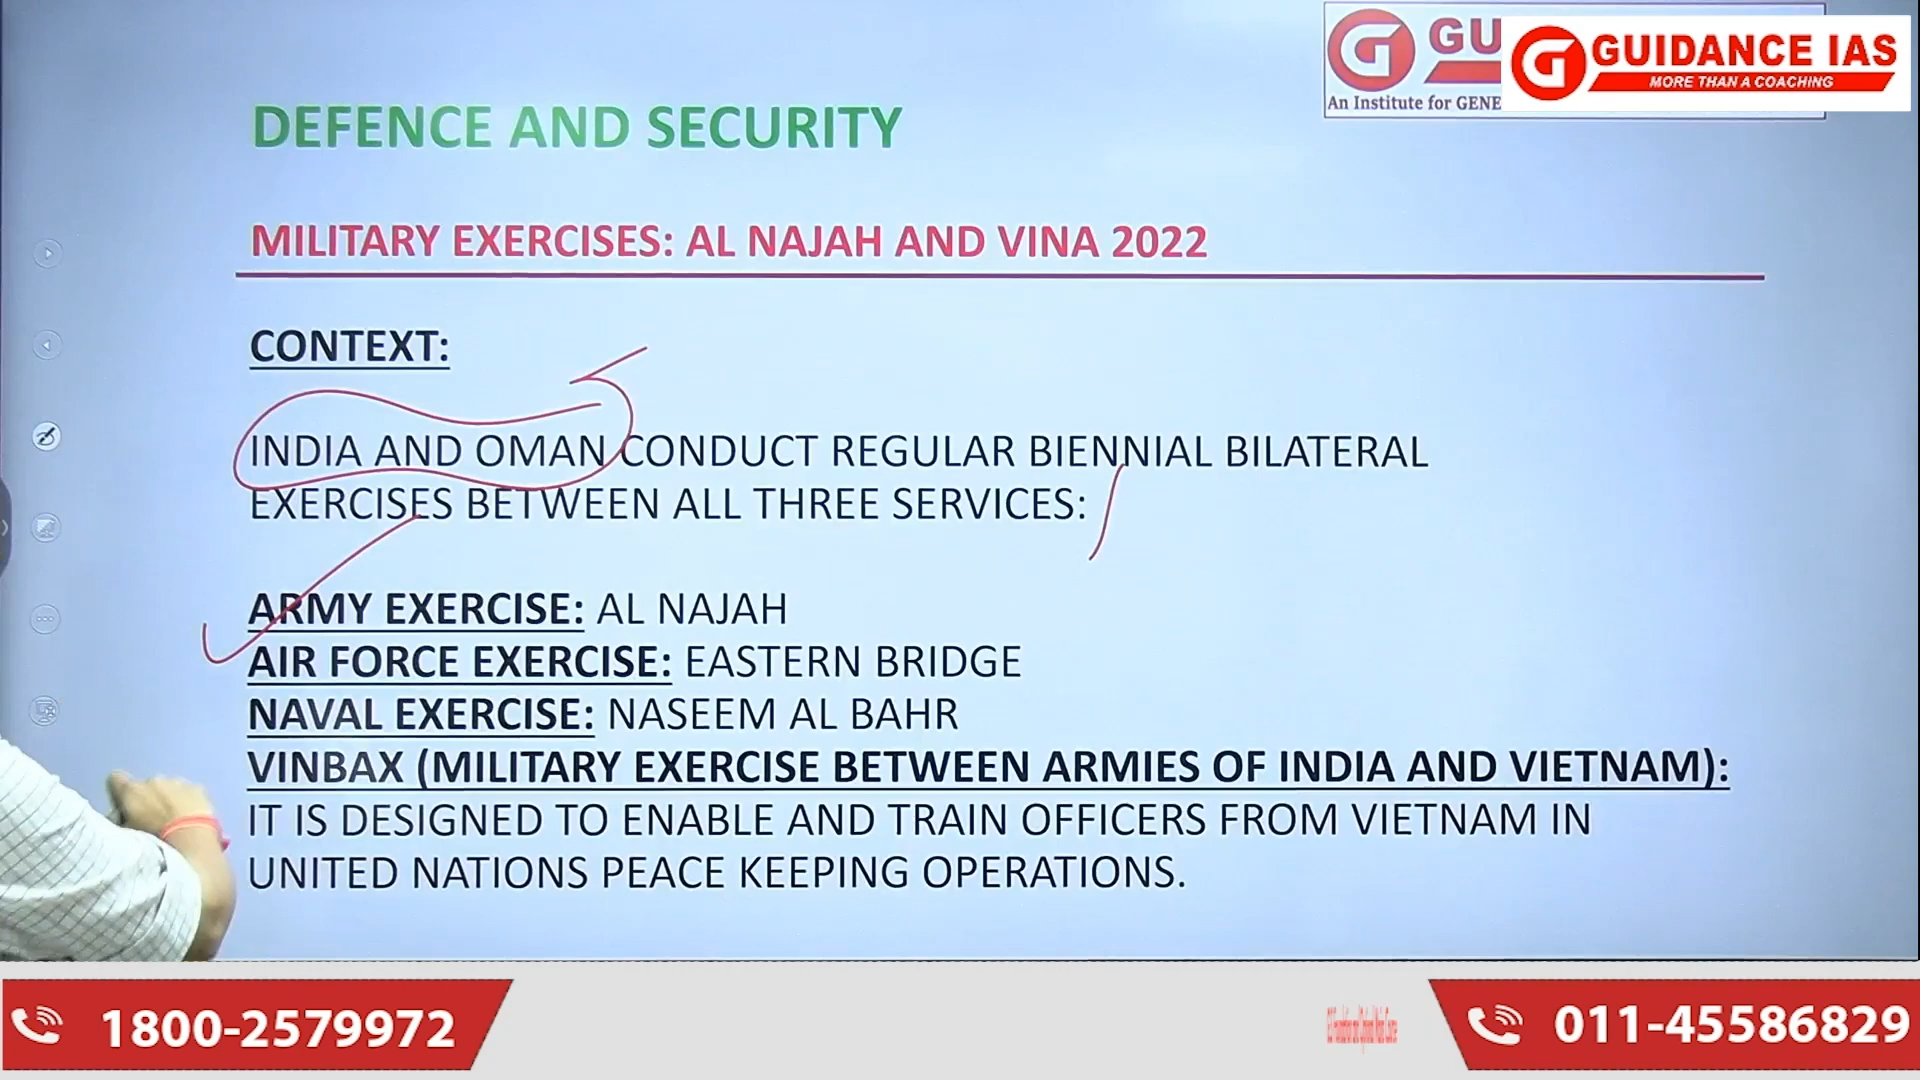 GU
An Institute for GENE
GUIDANCE IAS
MORE THAN A COACHING
DEFENCE AND SECURITY
MILITARY EXERCISES: AL NAJAH AND VINA 2022
CONTEXT:
INDIA AND OMAN CONDUCT REGULAR BIENNIAL BILATERAL
EXERCISES BETWEEN ALL THREE SERVICES:
ARMY EXERCISE: AL NAJAH
AIR FORCE EXERCISE: EASTERN BRIDGE
NAVAL EXERCISE: NASEEM AL BAHR
VINBAX (MILITARY EXERCISE BETWEEN ARMIES OF INDIA AND VIETNAM):
IT IS DESIGNED TO ENABLE AND TRAIN OFFICERS FROM VIETNAM IN
UNITED NATIONS PEACE KEEPING OPERATIONS.
1800-2579972
011-45586829